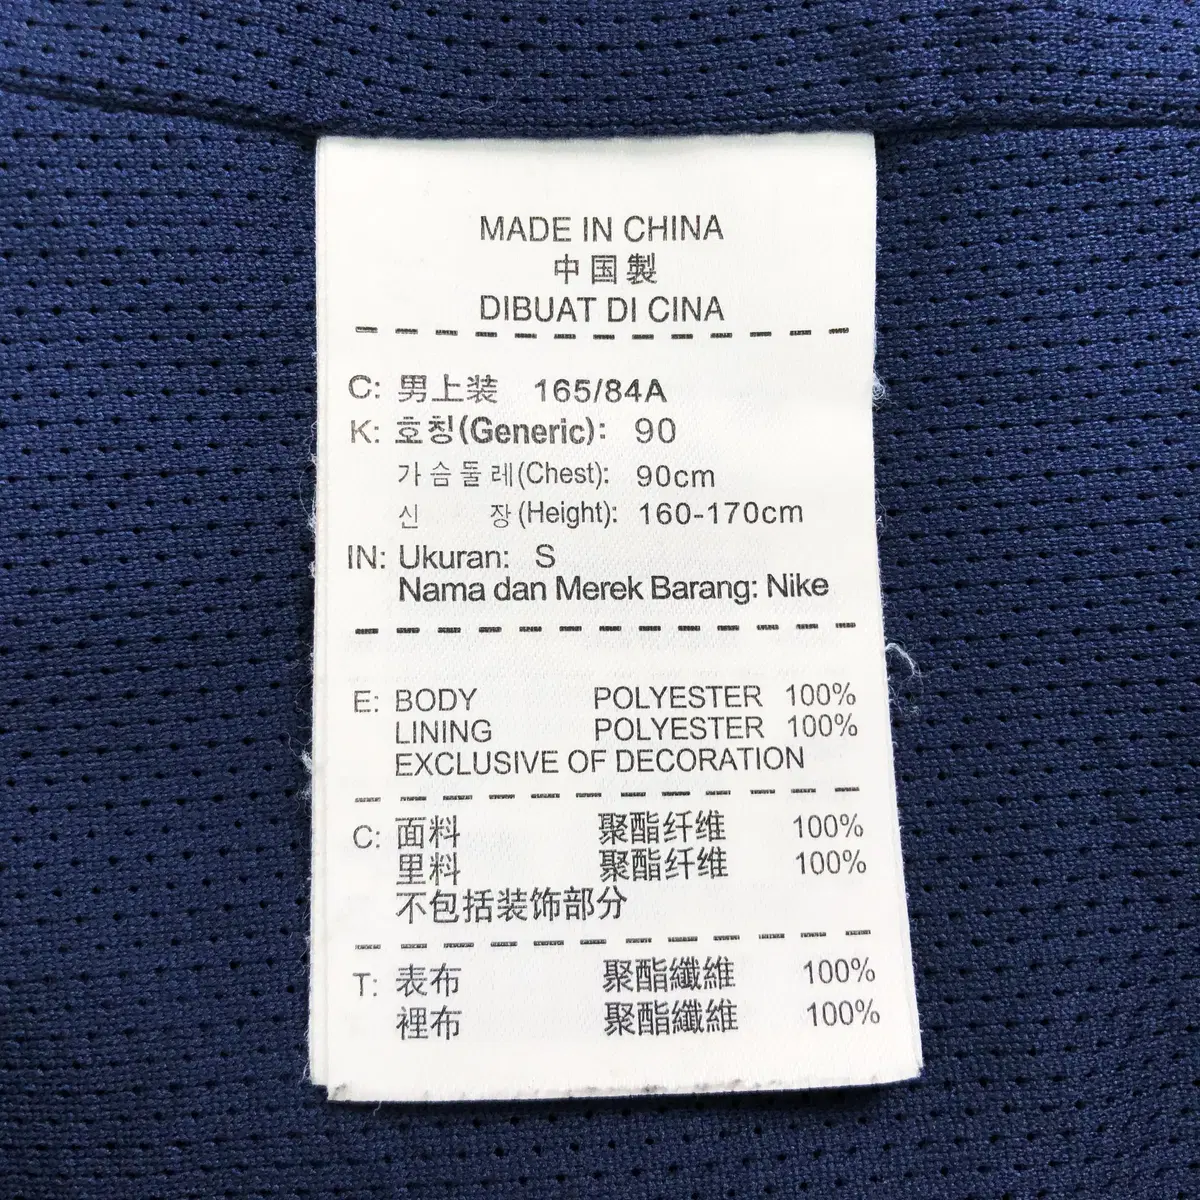 MADE IN CHINA
中国製
DIBUAT DI CINA
C: 男上装 165/84A
K: 호칭(Generic): 90
가슴둘레(Chest): 90cm
신 장(Height): 160-170cm
IN: Ukuran: S
Nama dan Merek Barang: Nike
E: BODY POLYESTER 100%
LINING POLYESTER 100%
EXCLUSIVE OF DECORATION
C: 面料 聚酯纤维 100%
里料 聚酯纤维 100%
不包括装饰部分
T: 表布 聚酯纖維 100%
裡布 聚酯纖維 100%